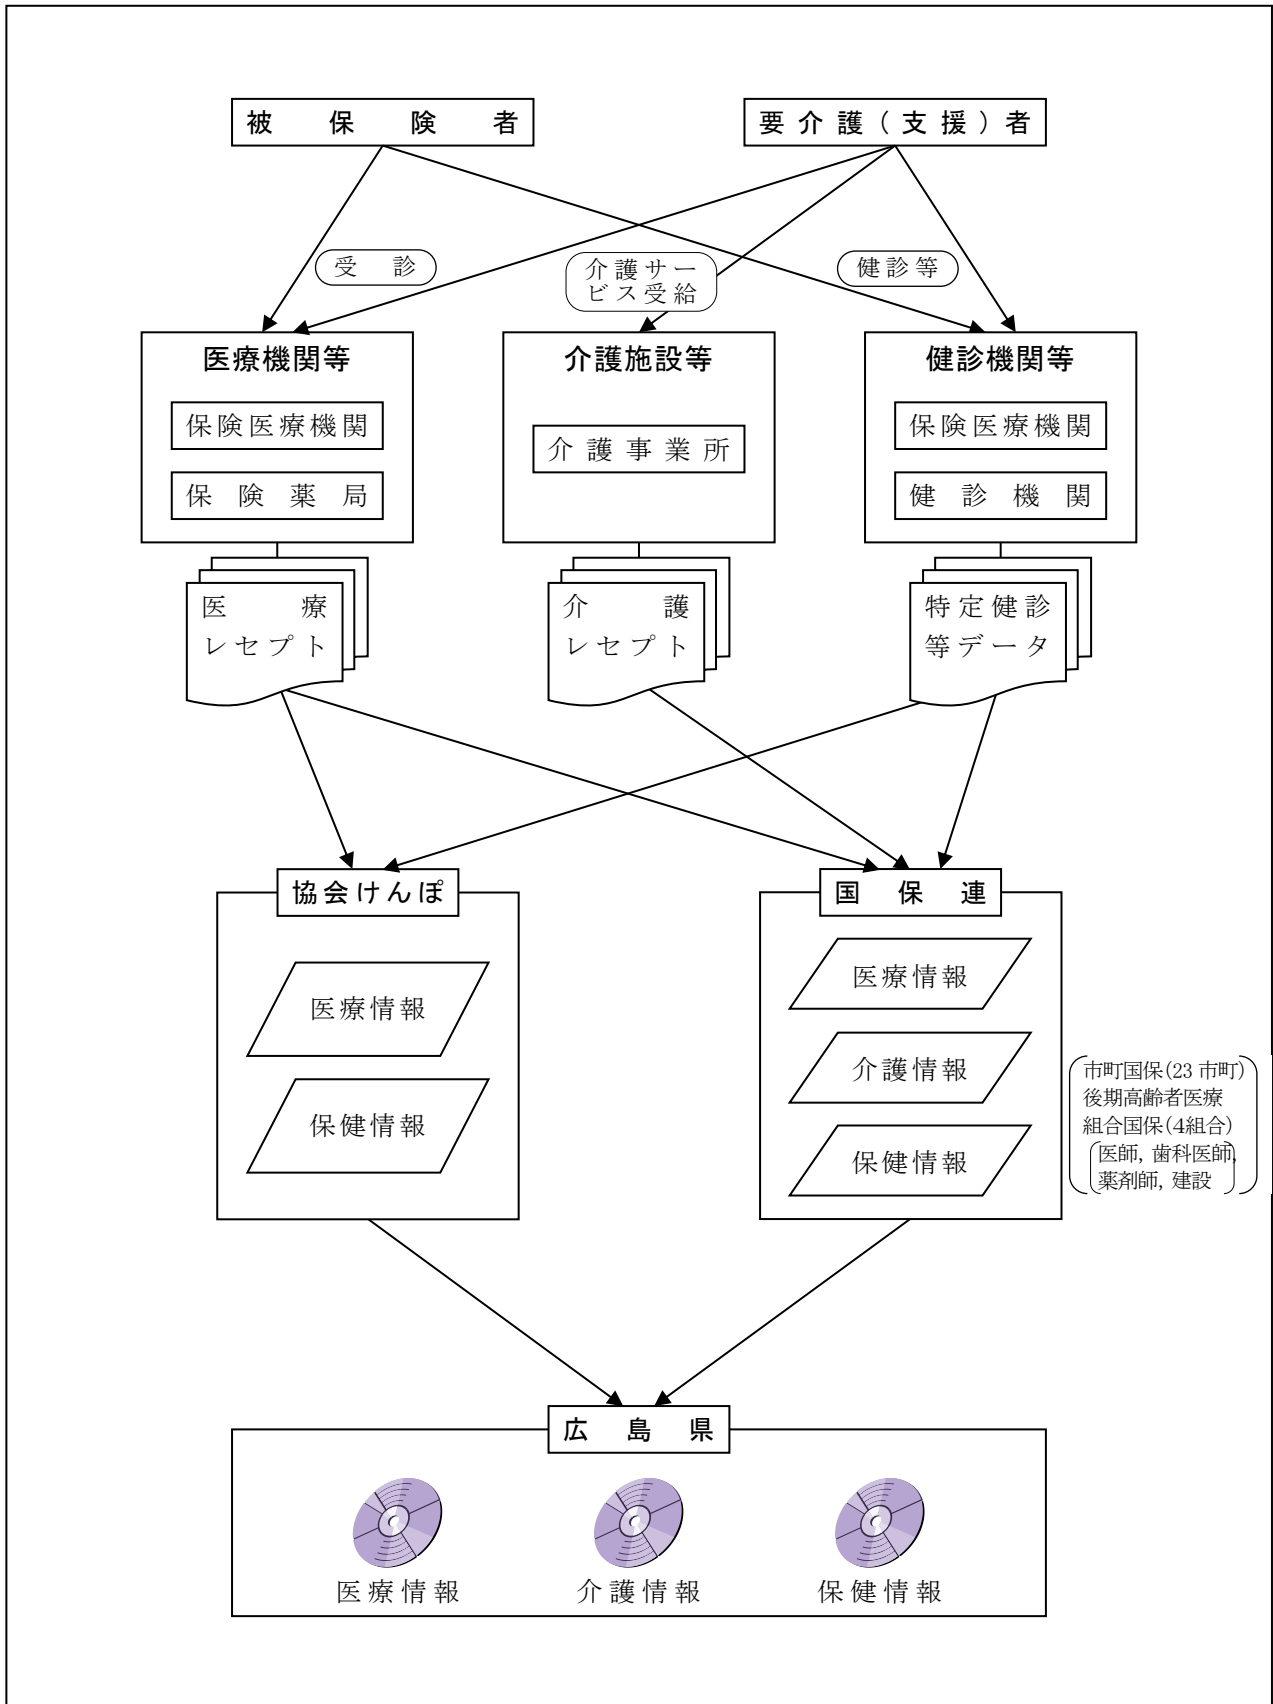 被保険者
要介護(支援)者
受診
介護サー
ビス受給
健診等
医療機関等
保険医療機関
保険薬局
介護施設等
介護事業所
健診機関等
保険医療機関
健診機関
医療
レセプト
介護
レセプト
特定健診
等データ
協会けんぽ
医療情報
保健情報
国保連
医療情報
介護情報
保健情報
市町国保(23市町)
後期高齢者医療
組合国保(4組合)
医師,歯科医師,
薬剤師,建設
広島県
医療情報
介護情報
保健情報